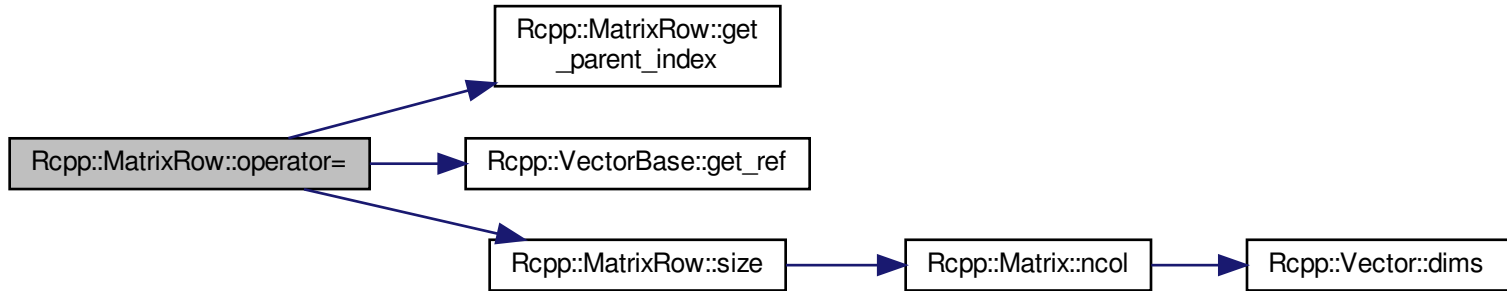 Rcpp::MatrixRow::get
_parent_index
Rcpp::MatrixRow::operator=
Rcpp::VectorBase::get_ref
Rcpp::MatrixRow::size
Rcpp::Matrix::ncol
Rcpp::Vector::dims